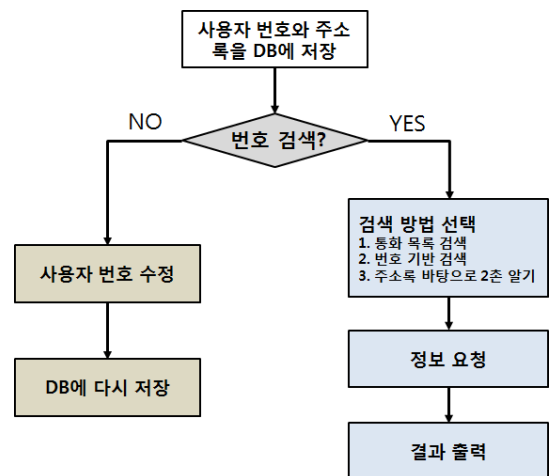 사용자 번호와 주소
록을 DB에 저장
NO
번호 검색?
YES
사용자 번호 수정
DB에 다시 저장
검색 방법 선택
1. 통화 목록 검색
2. 번호 기반 검색
3. 주소록 바탕으로 2촌 알기
정보 요청
결과 출력